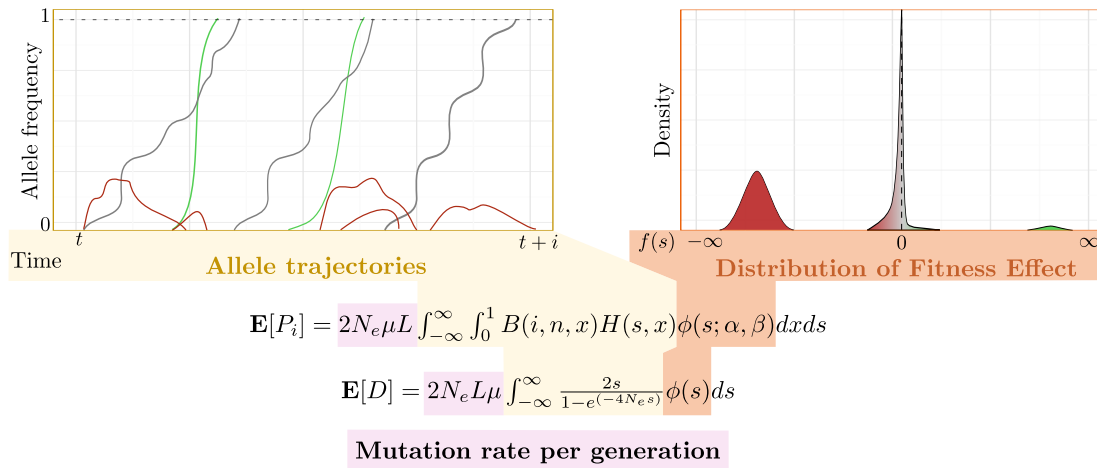 1
Allele frequency
0
t
t + i
Time
Allele trajectories
Density
f(s)
−∞
0
∞
Distribution of Fitness Effect
E[P_i] = 2N_eμL ∫_{−∞}^{∞} ∫_0^1 B(i, n, x)H(s, x)ϕ(s; α, β)dxds
E[D] = 2N_eLμ ∫_{−∞}^{∞} \frac{2s}{1−e^{(−4N_e s)}} ϕ(s)ds
Mutation rate per generation